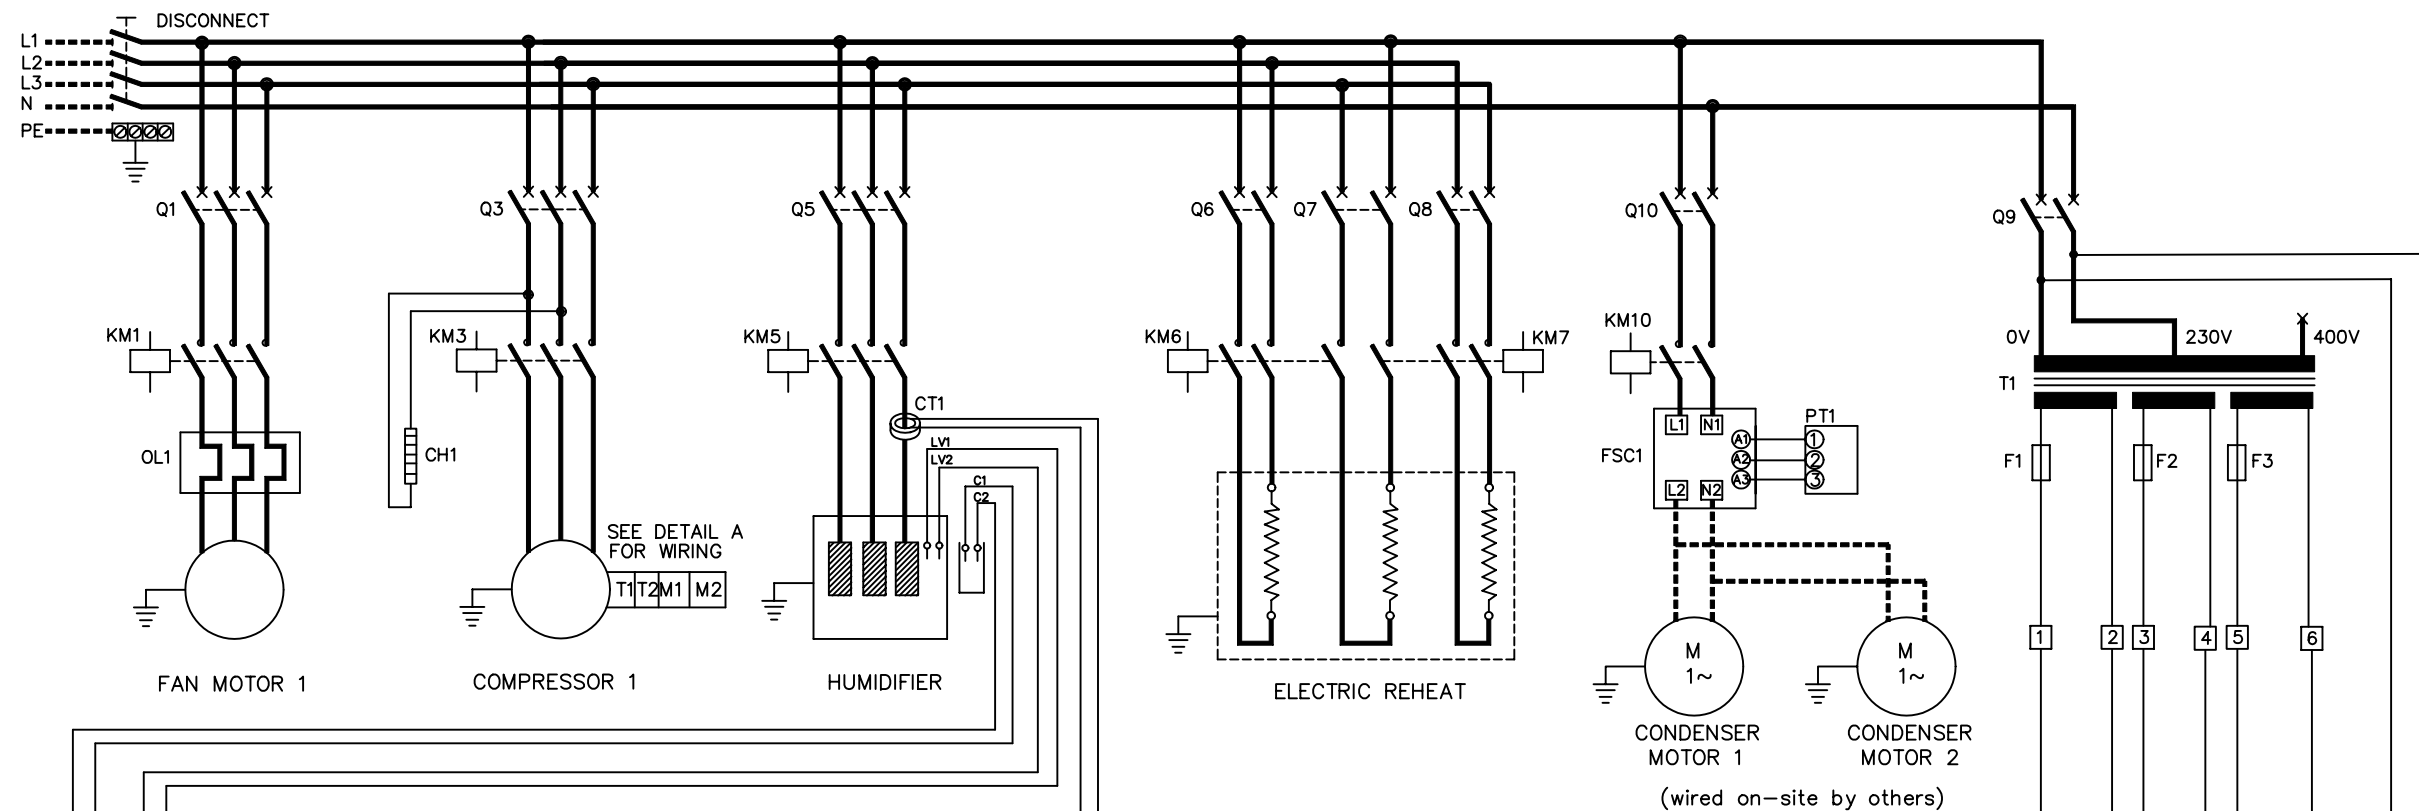 DISCONNECT
L1
L2
L3
N
PE
Q1
Q3
Q5
Q6
Q7
Q8
Q10
Q9
KM1
KM3
KM5
KM6
KM7
KM10
0V
230V
400V
T1
OL1
CH1
CT1
LV1
LV2
C1
C2
FSC1
L1
N1
A1
A2
A3
L2
N2
PT1
1
2
3
F1
F2
F3
SEE DETAIL A
FOR WIRING
T1
T2
M1
M2
1
2
3
4
5
6
M
1~
M
1~
FAN MOTOR 1
COMPRESSOR 1
HUMIDIFIER
ELECTRIC REHEAT
CONDENSER
MOTOR 1
CONDENSER
MOTOR 2
(wired on-site by others)